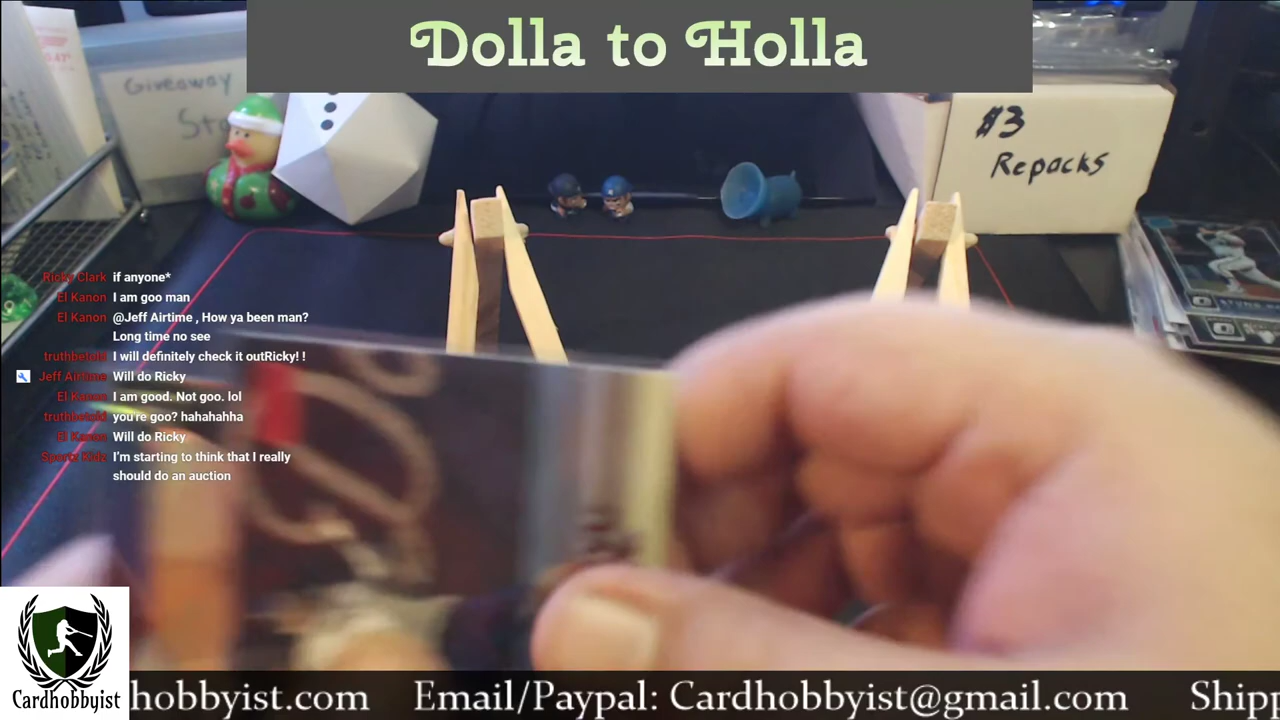 Dolla to Holla
Giveaway
#3
Repacks
Ricky Clark if anyone*
El Kanon I am goo man
El Kanon @Jeff Airtime , How ya been man?
Long time no see
truthbetold I will definitely check it outRicky! !
Jeff Airtime Will do Ricky
El Kanon I am good. Not goo. lol
truthbetold you're goo? hahahahha
El Kanon Will do Ricky
Sports Kidz I'm starting to think that I really
should do an auction
Cardhobbyist
hobbyist.com Email/Paypal: Cardhobbyist@gmail.com Shipp